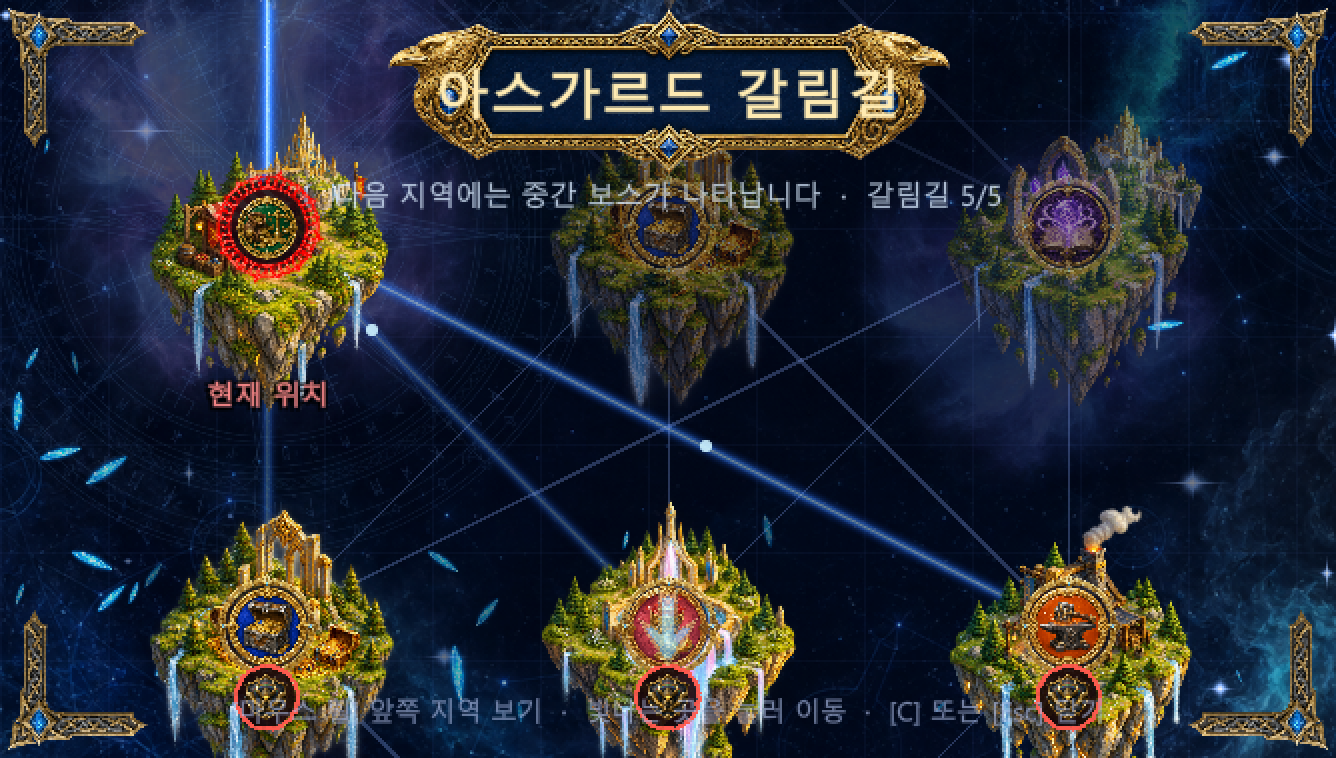 아스가르드 갈림길
다음 지역에는 중간 보스가 나타납니다 · 갈림길 5/5
현재 위치
앞쪽 지역 보기 · 눌러 이동 · [C] 또는